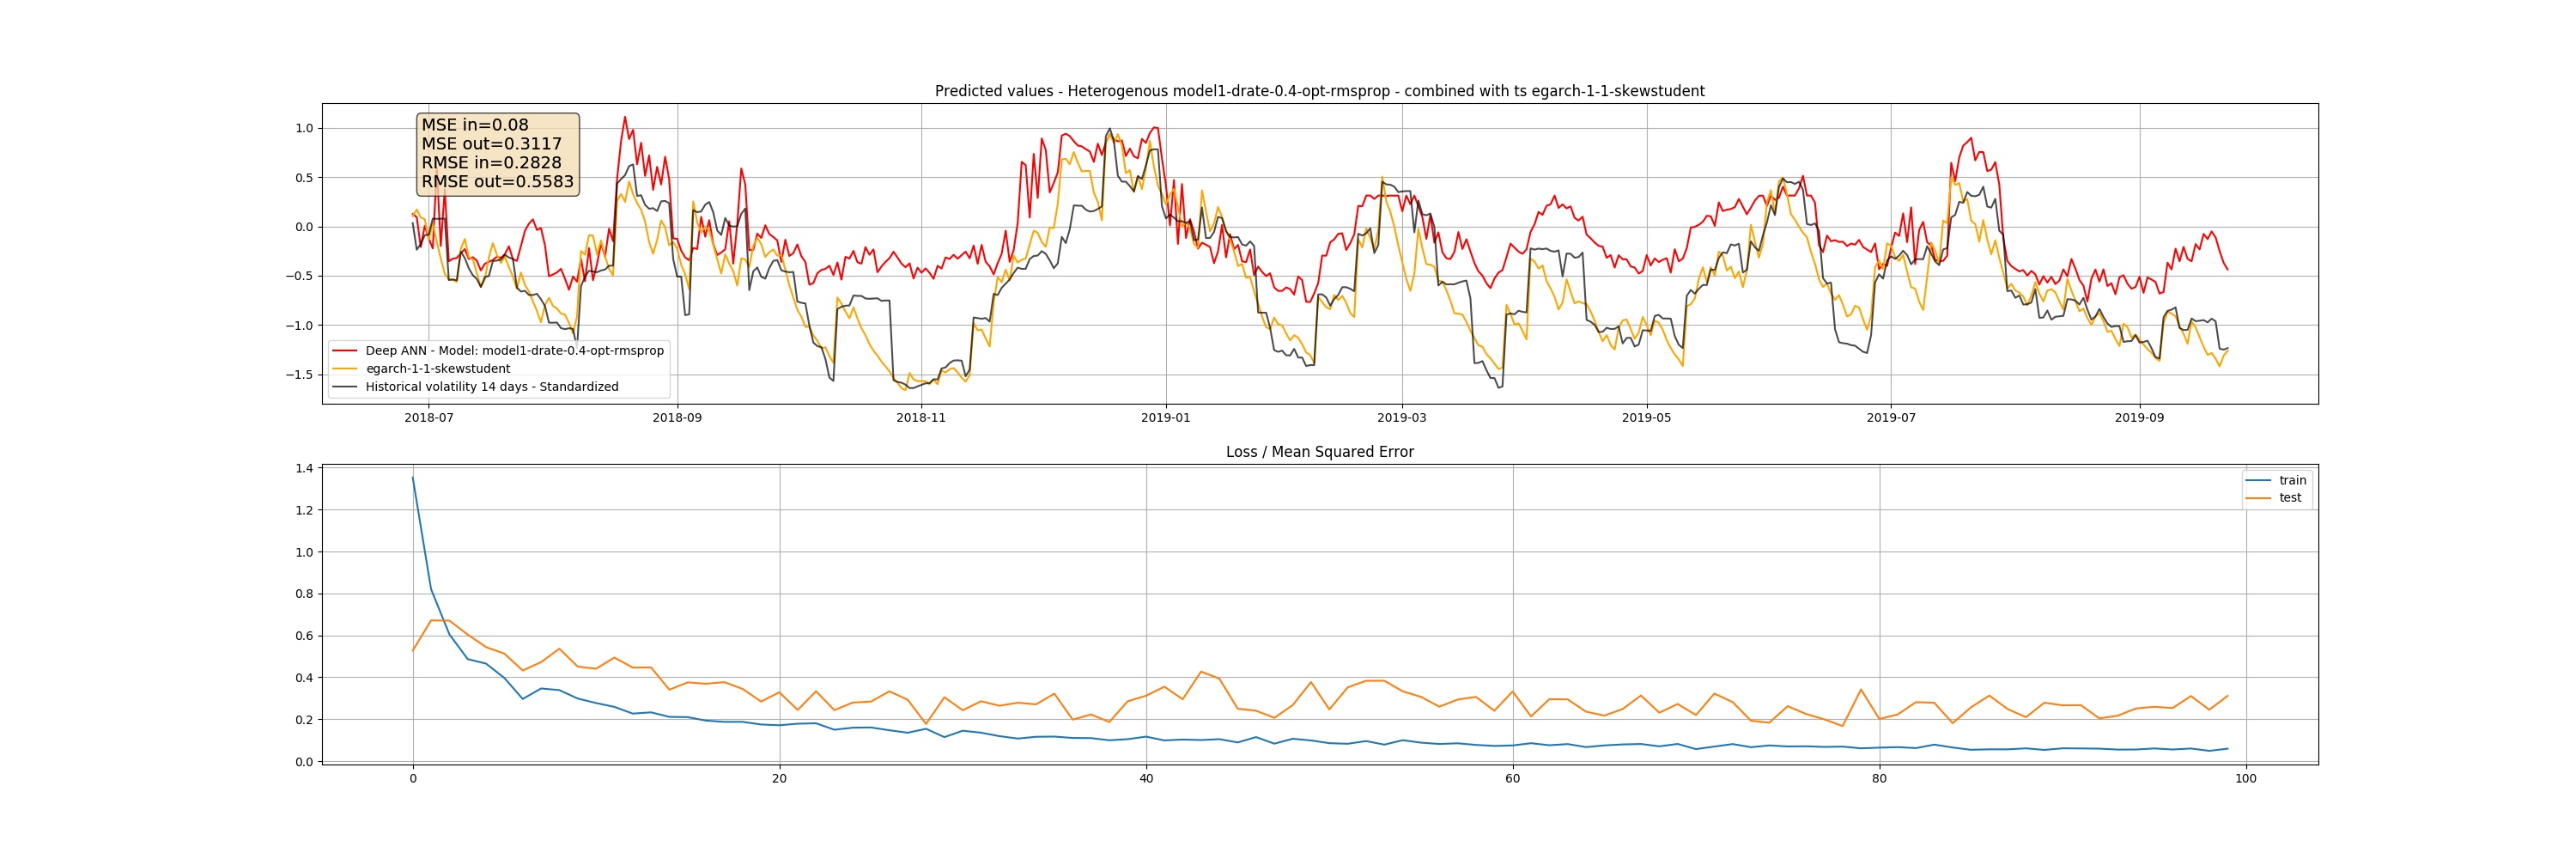 Predicted values - Heterogenous model1-drate-0.4-opt-rmsprop - combined with ts egarch-1-1-skewstudent
MSE in=0.08
MSE out=0.3117
RMSE in=0.2828
RMSE out=0.5583
1.0
0.5
0.0
−0.5
−1.0
−1.5
Deep ANN - Model: model1-drate-0.4-opt-rmsprop
egarch-1-1-skewstudent
Historical volatility 14 days - Standardized
2018-07 2018-09 2018-11 2019-01 2019-03 2019-05 2019-07 2019-09
Loss / Mean Squared Error
1.4
1.2
1.0
0.8
0.6
0.4
0.2
0.0
train
test
0 20 40 60 80 100